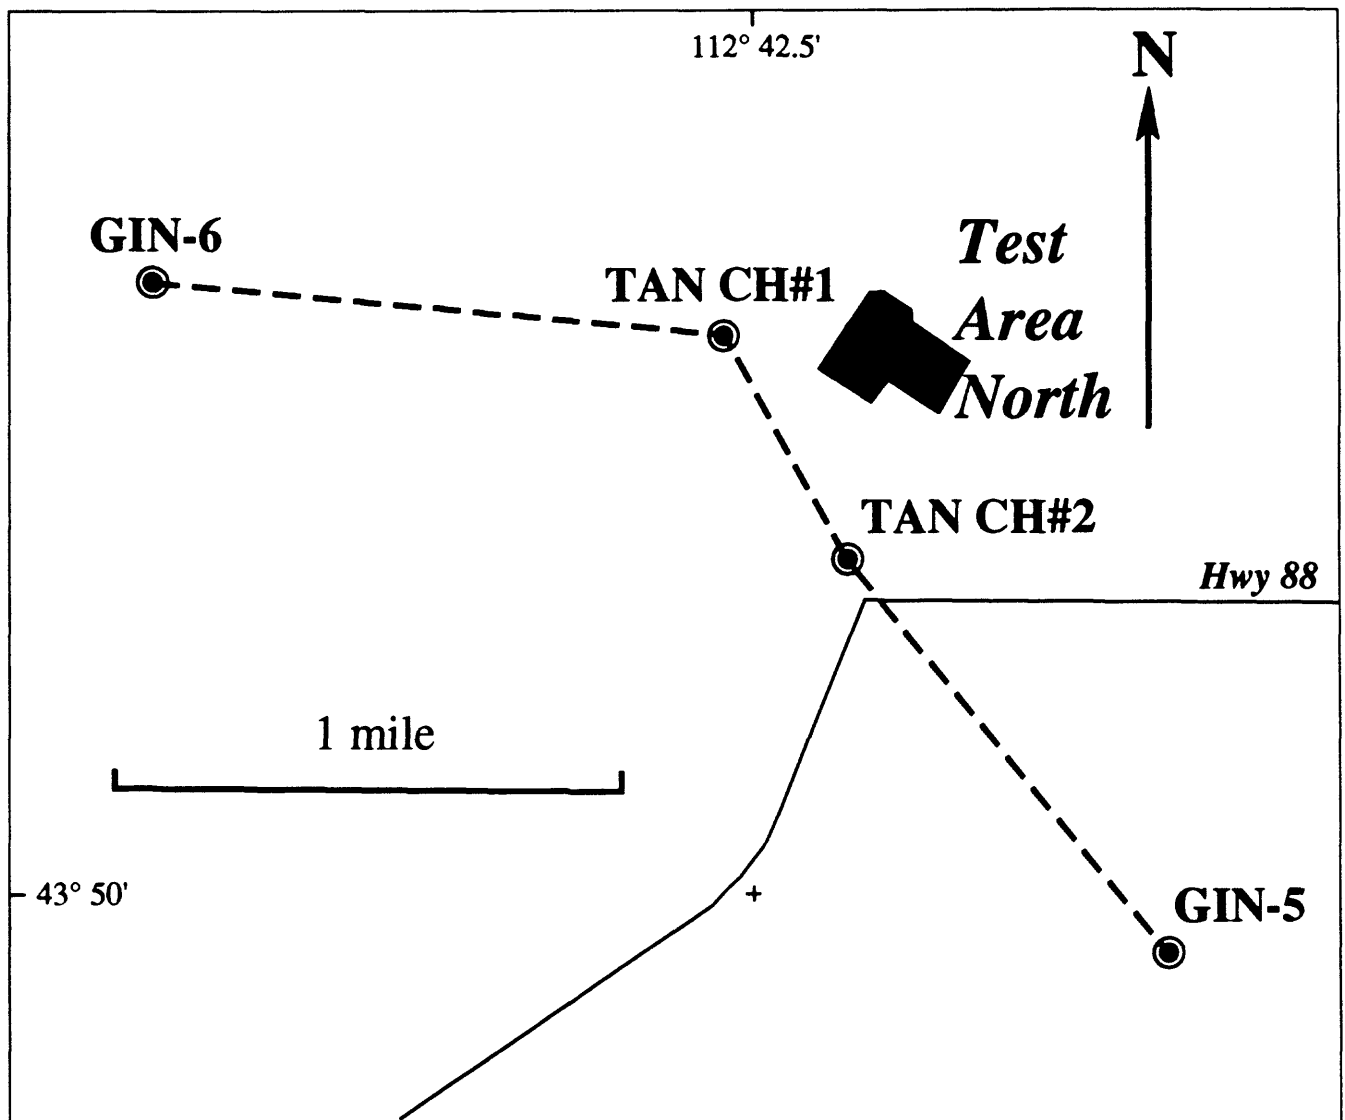 112° 42.5'
N
GIN-6
TAN CH#1
Test
Area
North
TAN CH#2
Hwy 88
1 mile
43° 50'
GIN-5